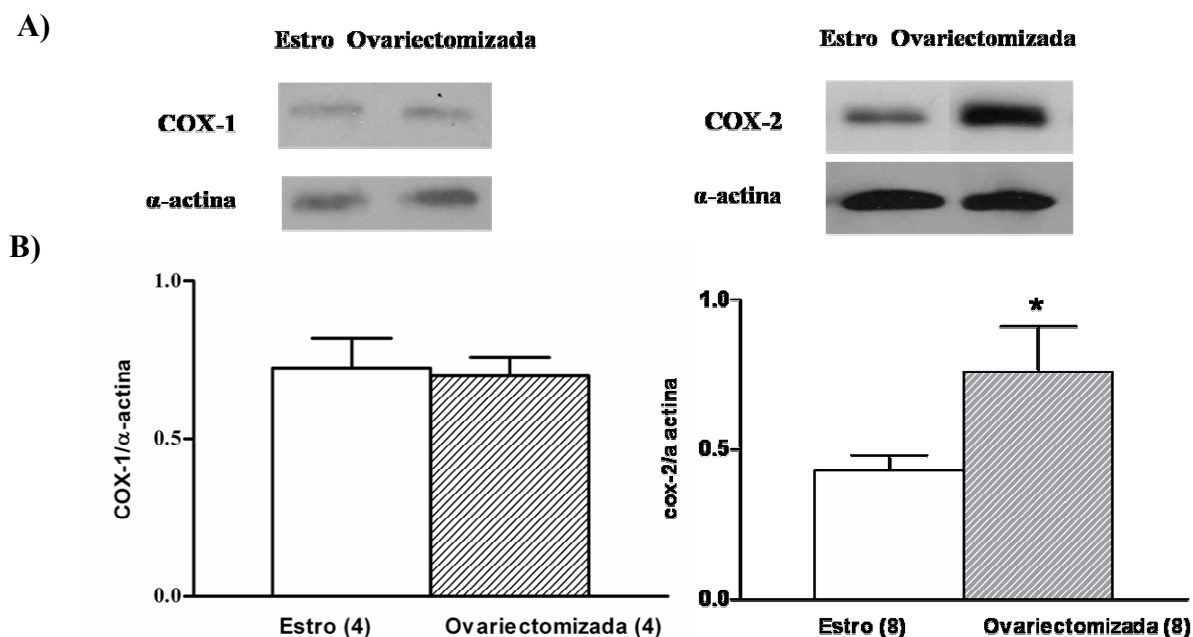 A)
Estro Ovariectomizada
COX-1
α-actina
Estro Ovariectomizada
COX-2
α-actina
B)
1.0
0.5
0.0
COX-1/α-actina
Estro (4) Ovariectomizada (4)
1.0
0.5
0.0
cox-2/a actina
*
Estro (8) Ovariectomizada (8)